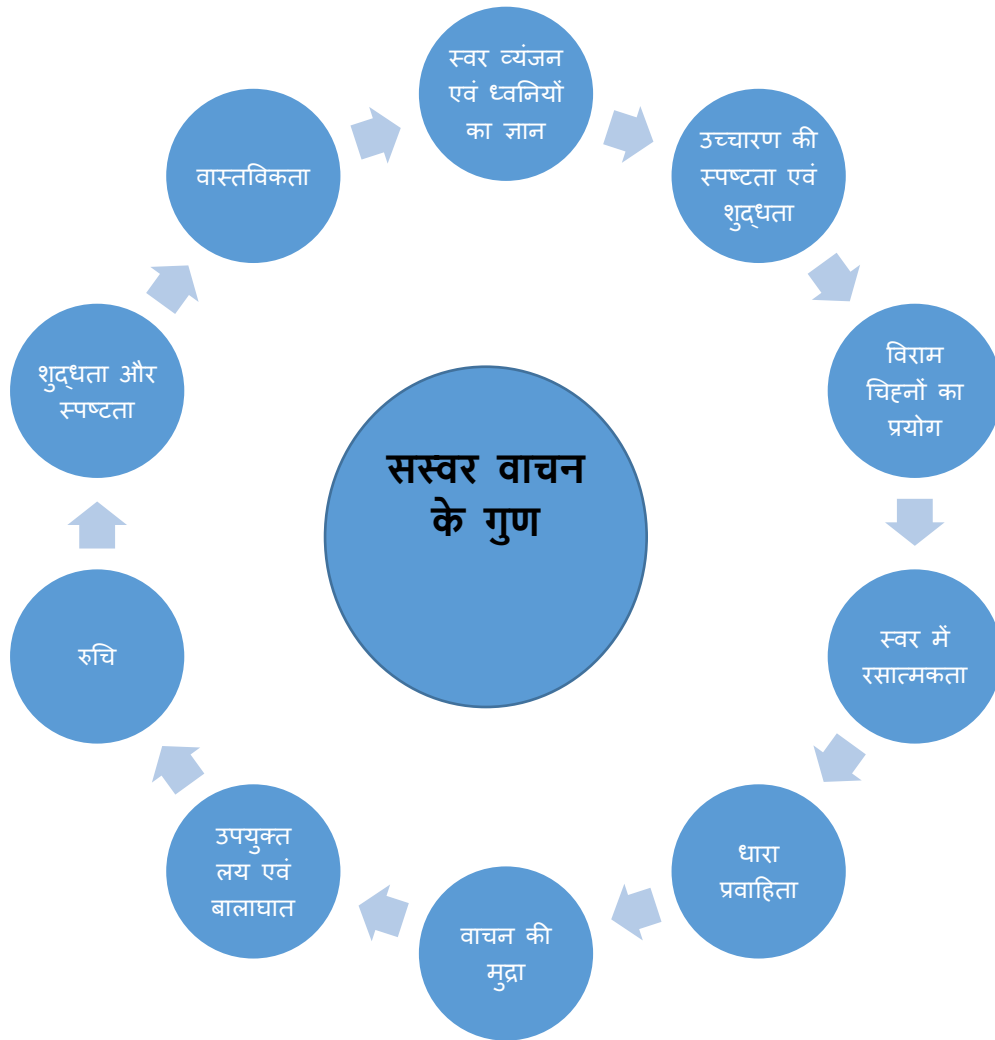 स्वर व्यंजन
एवं ध्वनियों
का ज्ञान
उच्चारण की
स्पष्टता एवं
शुद्धता
विराम
चिह्नों का
प्रयोग
स्वर में
रसात्मकता
धारा
प्रवाहिता
वाचन की
मुद्रा
उपयुक्त
लय एवं
बालाघात
रुचि
शुद्धता और
स्पष्टता
वास्तविकता
सस्वर वाचन
के गुण